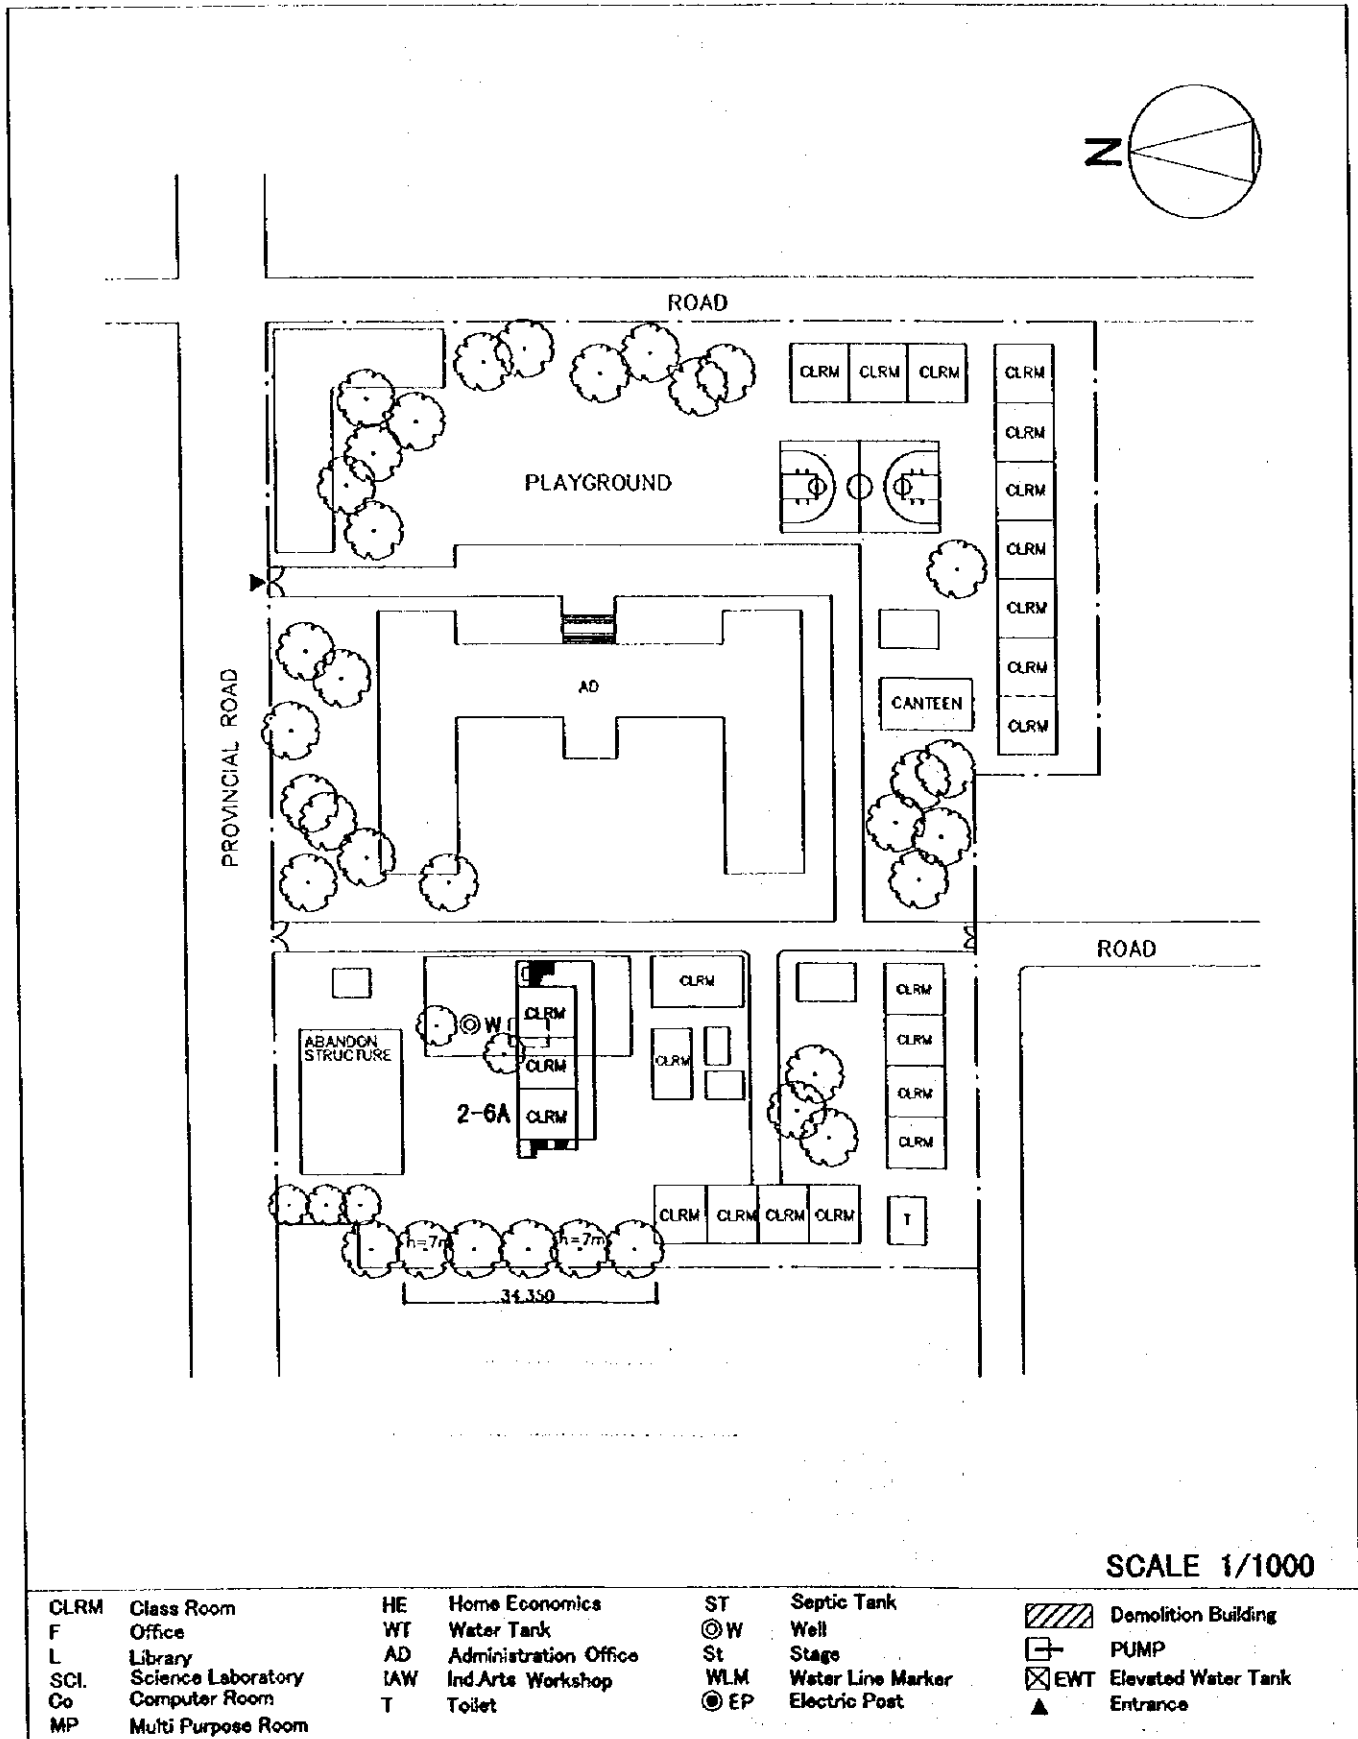 N
ROAD
CLRM CLRM CLRM
CLRM
CLRM
CLRM
CLRM
CLRM
CLRM
CLRM
PLAYGROUND
AD
CANTEEN
PROVINCIAL ROAD
ROAD
CLRM
CLRM
CLRM
CLRM
CLRM
W
CLRM
CLRM
CLRM
CLRM
2-6A
ABANDON
STRUCTURE
CLRM CLRM CLRM CLRM
T
h=7m
h=7m
34.350
SCALE 1/1000
CLRM Class Room
F Office
L Library
SCI. Science Laboratory
Co Computer Room
MP Multi Purpose Room
HE Home Economics
WT Water Tank
AD Administration Office
IAW Ind.Arts Workshop
T Toilet
ST Septic Tank
W Well
St Stage
WLM Water Line Marker
EP Electric Post
Demolition Building
PUMP
EWT Elevated Water Tank
Entrance